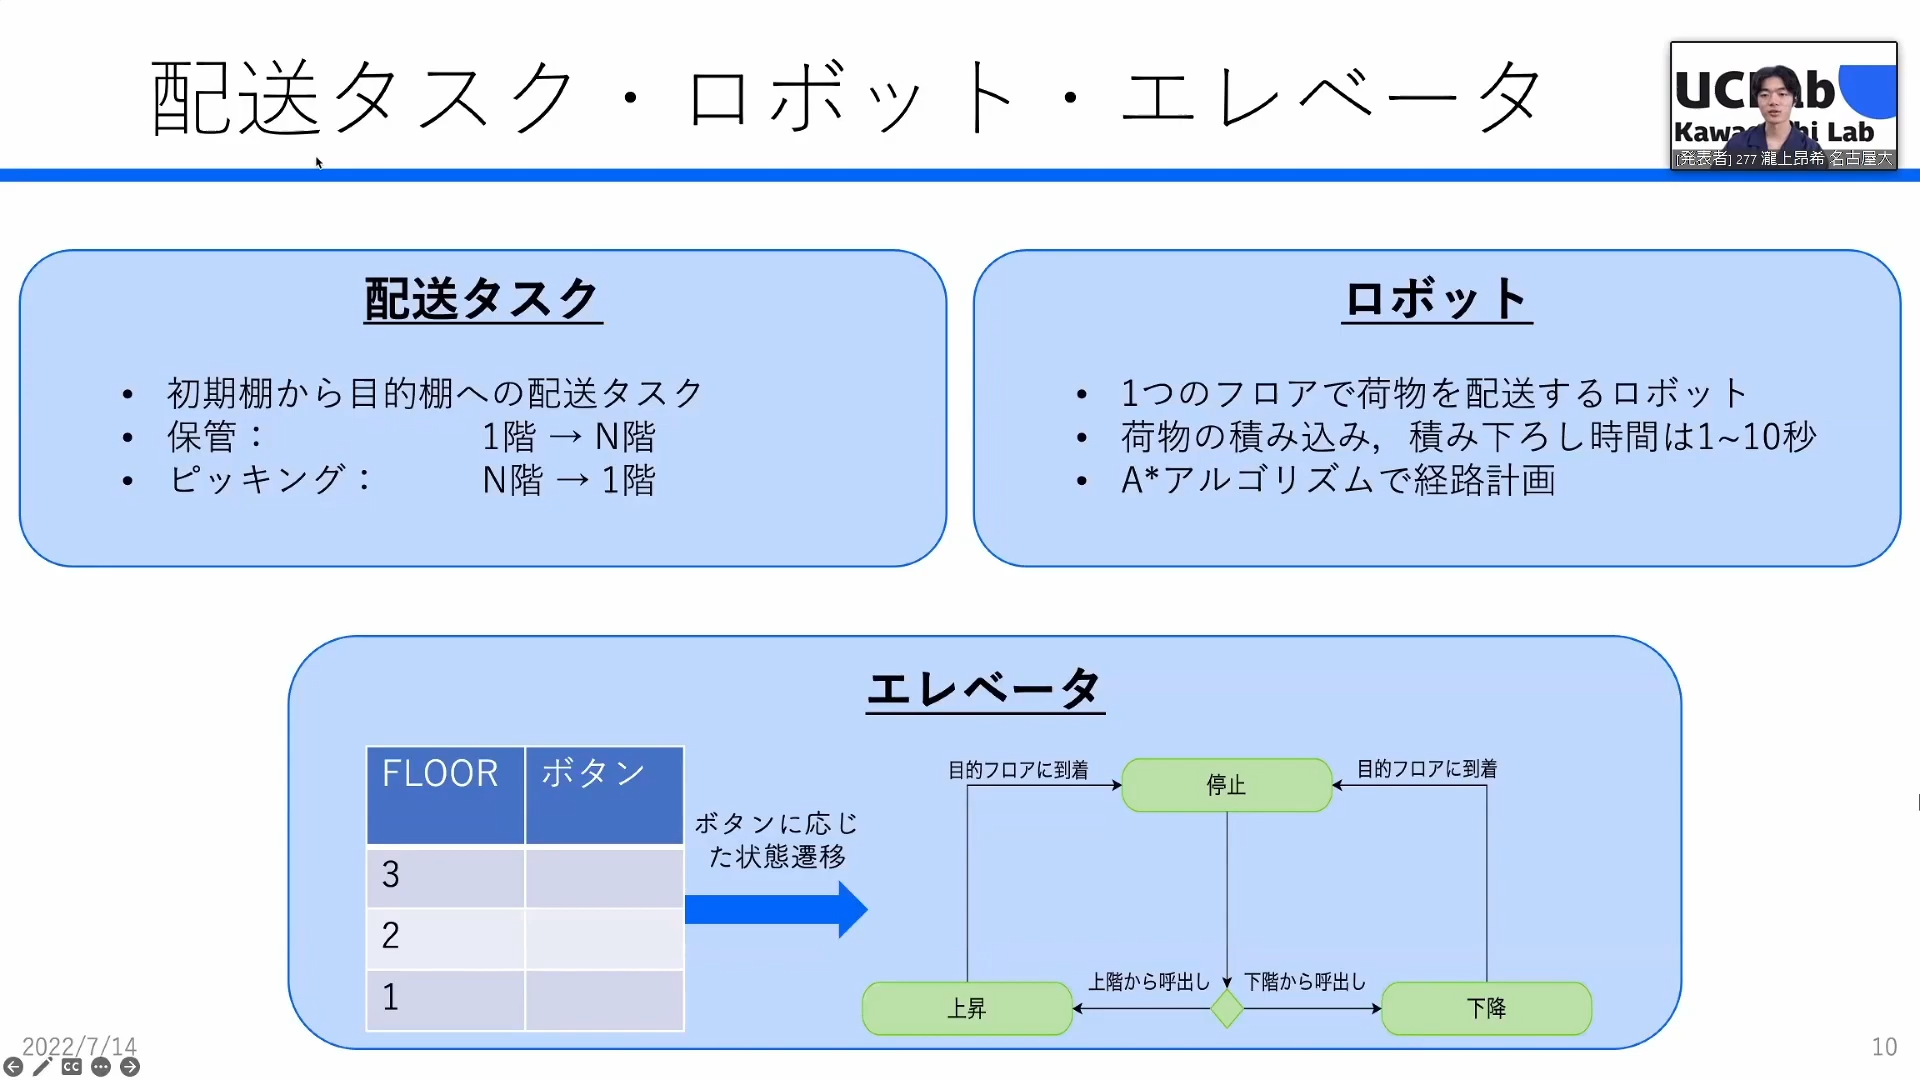 配送タスク・ロボット・エレベータ
Kawa hi Lab
[発表者] 277 瀧上昂希 名古屋大
配送タスク
• 初期棚から目的棚への配送タスク
• 保管： 1階 → N階
• ピッキング： N階 → 1階
ロボット
• 1つのフロアで荷物を配送するロボット
• 荷物の積み込み，積み下ろし時間は1~10秒
• A*アルゴリズムで経路計画
エレベータ
FLOOR ボタン
3
2
1
ボタンに応じ
た状態遷移
目的フロアに到着
停止
目的フロアに到着
上階から呼出し
下階から呼出し
上昇
下降
2022/7/14
CC
10